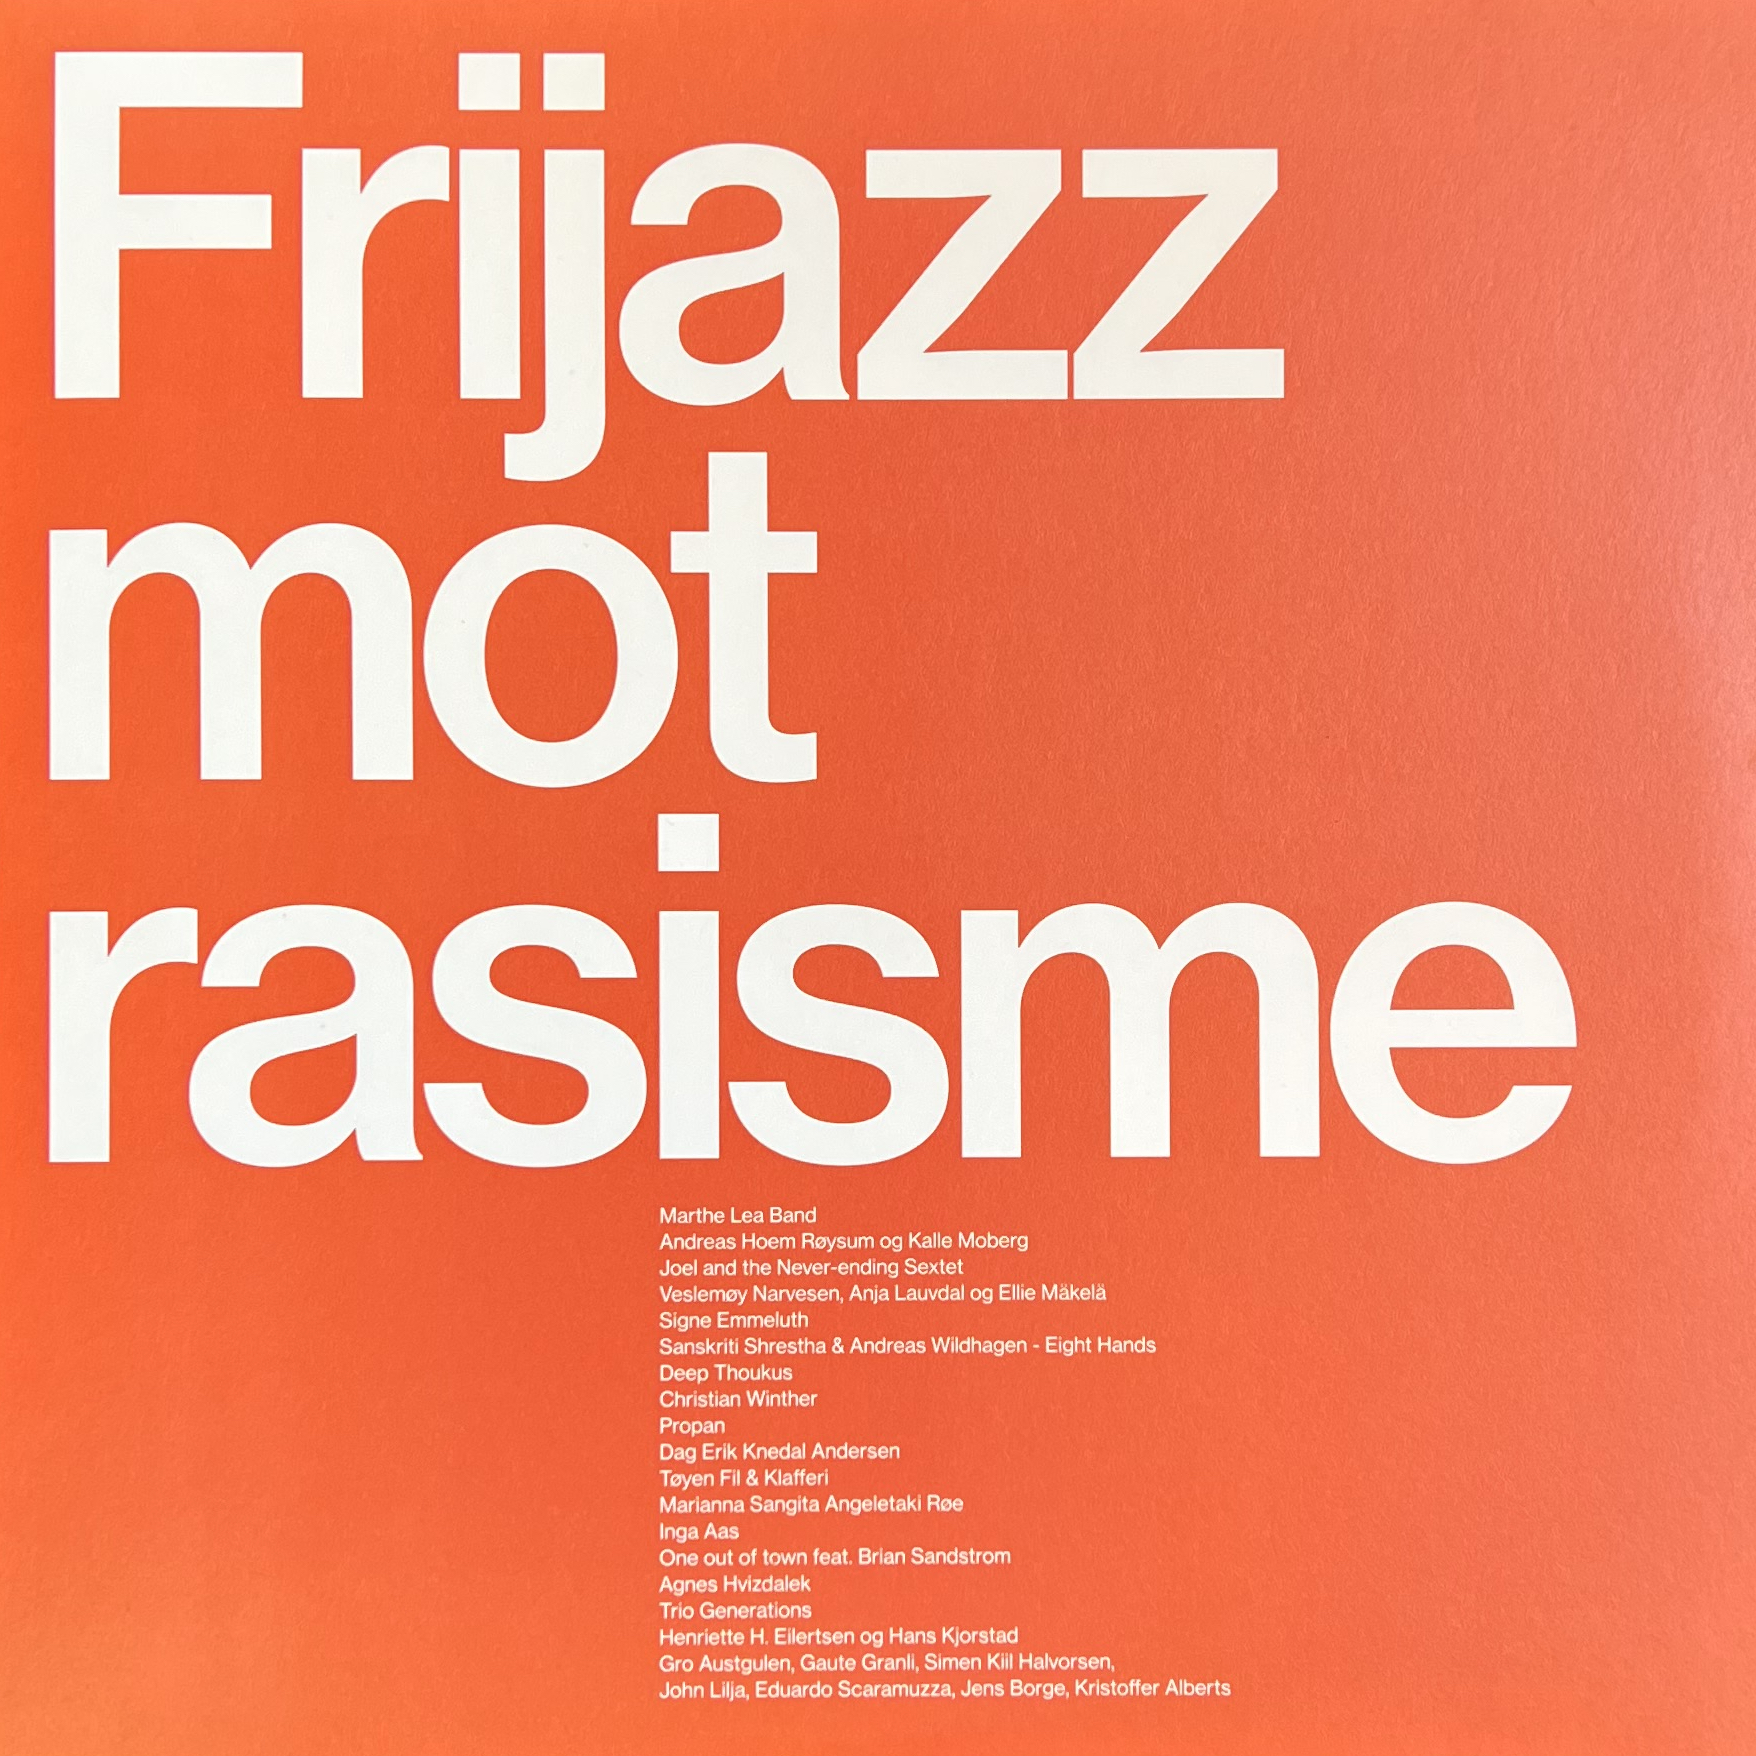 Frijazz
mot
rasisme
Marthe Lea Band
Andreas Hoem Røysum og Kalle Moberg
Joel and the Never-ending Sextet
Veslemøy Narvesen, Anja Lauvdal og Ellie Mäkelä
Signe Emmeluth
Sanskriti Shrestha & Andreas Wildhagen - Eight Hands
Deep Thoukus
Christian Winther
Propan
Dag Erik Knedal Andersen
Tøyen Fil & Klafferi
Marianna Sangita Angeletaki Røe
Inga Aas
One out of town feat. Brian Sandstrom
Agnes Hvizdalek
Trio Generations
Henriette H. Eilertsen og Hans Kjorstad
Gro Austgulen, Gaute Granli, Simen Kiil Halvorsen,
John Lilja, Eduardo Scaramuzza, Jens Borge, Kristoffer Alberts